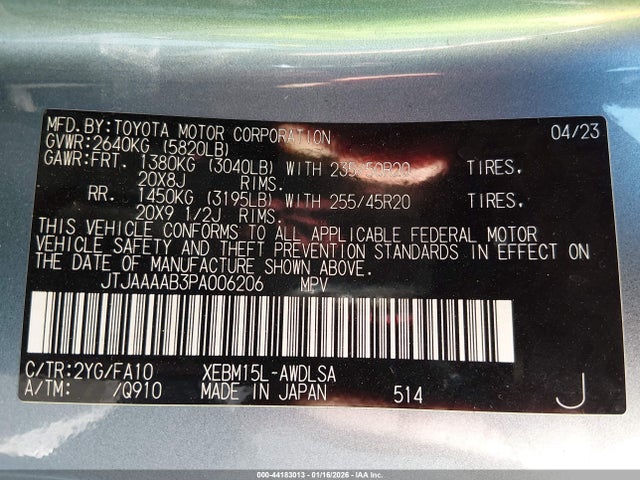 MFD.BY:TOYOTA MOTOR CORPORATION 04/23
GVWR:2640KG (5820LB)
GAWR:FRT. 1380KG (3040LB) WITH 235/50R20 TIRES.
20X8J RIMS.
RR. 1450KG (3195LB) WITH 255/45R20 TIRES.
20X9 1/2J RIMS.
THIS VEHICLE CONFORMS TO ALL APPLICABLE FEDERAL MOTOR
VEHICLE SAFETY AND THEFT PREVENTION STANDARDS IN EFFECT ON
THE DATE OF MANUFACTURE SHOWN ABOVE.
JTJAAAAB3PA006206 MPV
C/TR:2YG/FA10 XEBM15L-AWDLSA
A/TM: /Q910 MADE IN JAPAN 514 J
000-44183013 - 01/16/2026 - IAA Inc.